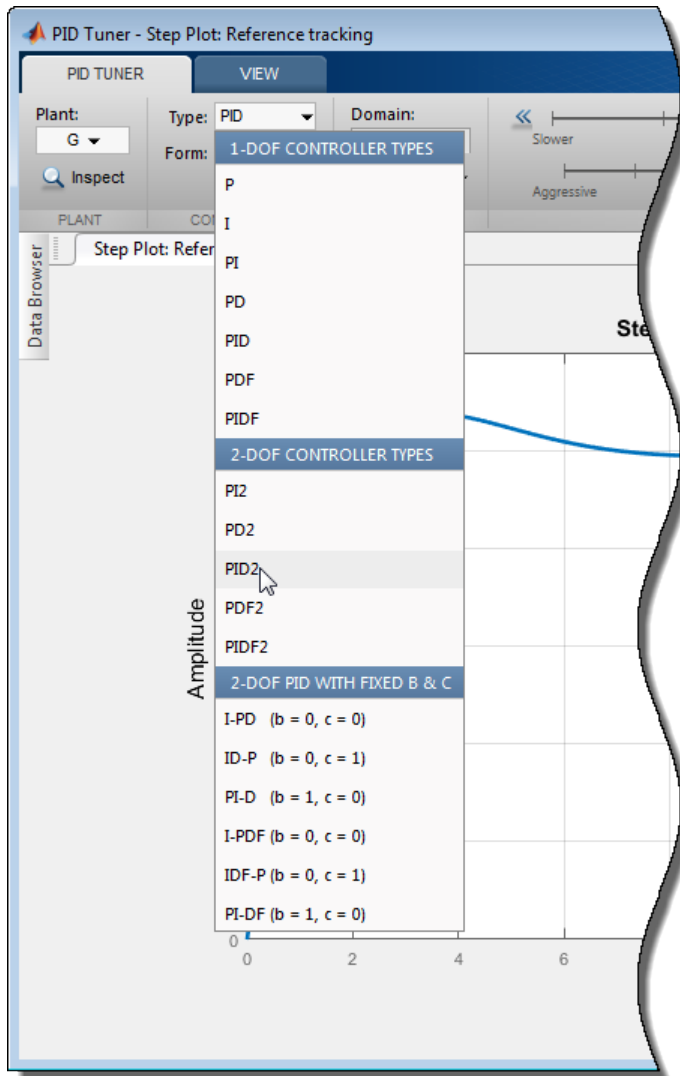 PID Tuner - Step Plot: Reference tracking
PID TUNER
VIEW
Plant:
G
Inspect
PLANT
Type: PID
Form:
Domain:
Slower
Aggressive
Step Plot: Refer
Data Browser
1-DOF CONTROLLER TYPES
P
I
PI
PD
PID
PDF
PIDF
2-DOF CONTROLLER TYPES
PI2
PD2
PID2
PDF2
PIDF2
2-DOF PID WITH FIXED B & C
I-PD (b = 0, c = 0)
ID-P (b = 0, c = 1)
PI-D (b = 1, c = 0)
I-PDF (b = 0, c = 0)
IDF-P (b = 0, c = 1)
PI-DF (b = 1, c = 0)
Amplitude
0
0 2 4 6